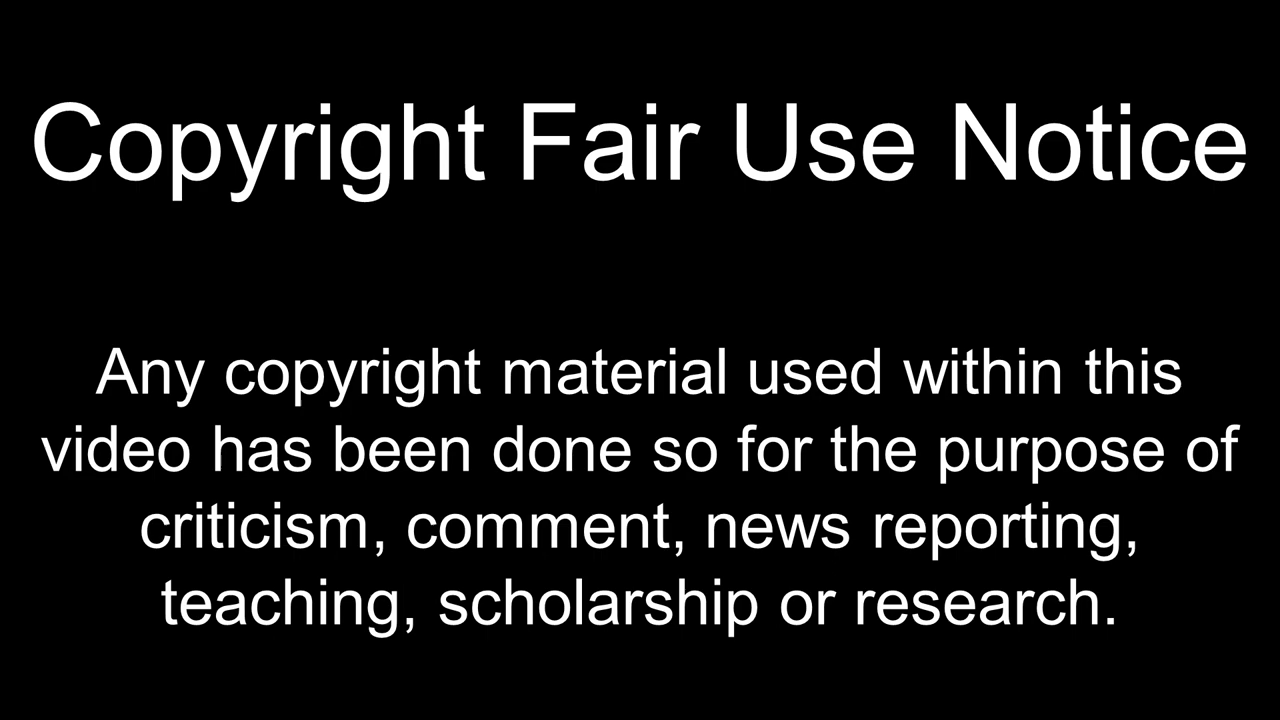 Copyright Fair Use Notice
Any copyright material used within this
video has been done so for the purpose of
criticism, comment, news reporting,
teaching, scholarship or research.